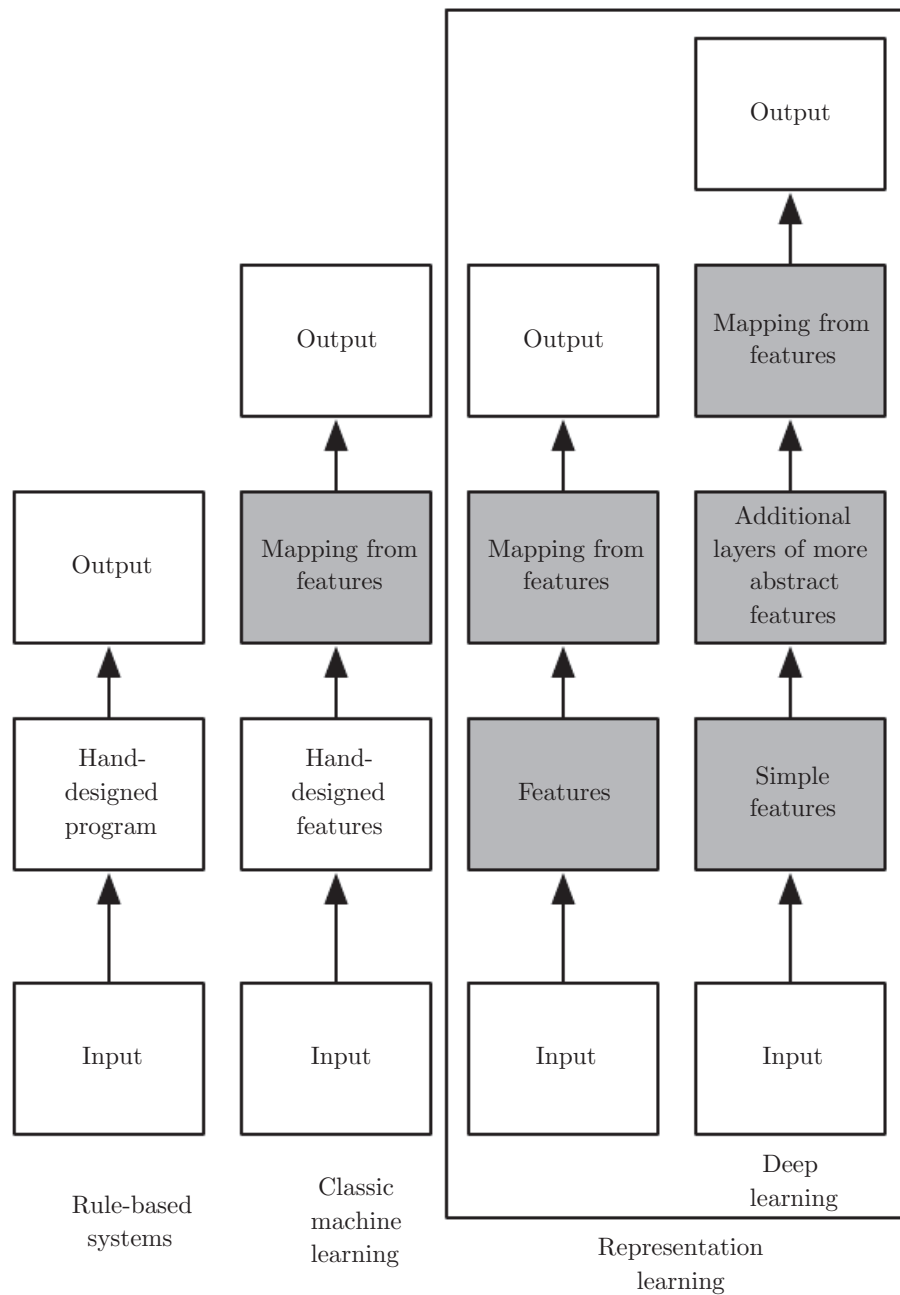 Output
Output
Output
Mapping from
features
Output
Mapping from
features
Mapping from
features
Additional
layers of more
abstract
features
Hand-
designed
program
Hand-
designed
features
Features
Simple
features
Input
Input
Input
Input
Rule-based
systems
Classic
machine
learning
Deep
learning
Representation
learning